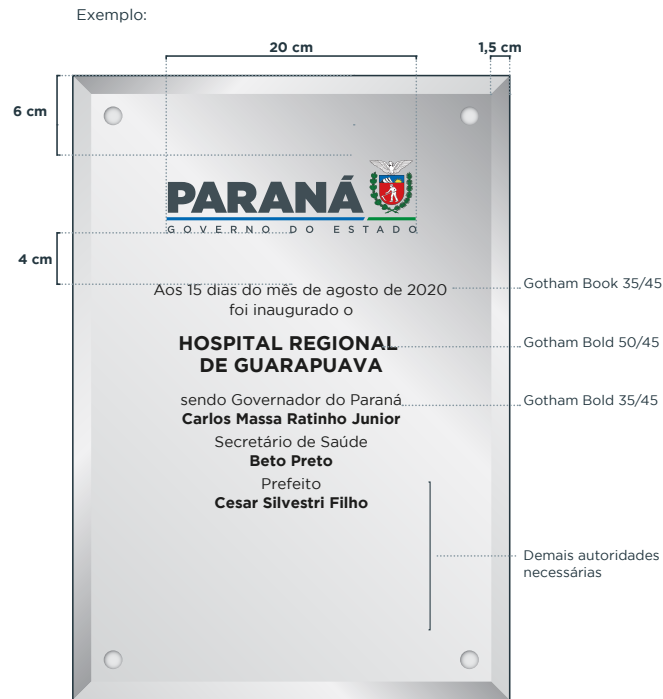 Exemplo:
20 cm
1,5 cm
6 cm
PARANÁ
GOVERNO DO ESTADO
4 cm
Aos 15 dias do mês de agosto de 2020
foi inaugurado o
Gotham Book 35/45
HOSPITAL REGIONAL
DE GUARAPUAVA
Gotham Bold 50/45
sendo Governador do Paraná
Carlos Massa Ratinho Junior
Gotham Bold 35/45
Secretário de Saúde
Beto Preto
Prefeito
Cesar Silvestri Filho
Demais autoridades
necessárias